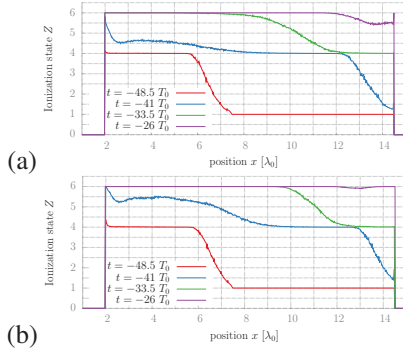 6
5
4
3
2
1
0
Ionization state Z
t = −48.5 T₀
t = −41 T₀
t = −33.5 T₀
t = −26 T₀
2 4 6 8 10 12 14
position x [λ₀]
(a)
6
5
4
3
2
1
0
Ionization state Z
t = −48.5 T₀
t = −41 T₀
t = −33.5 T₀
t = −26 T₀
2 4 6 8 10 12 14
position x [λ₀]
(b)